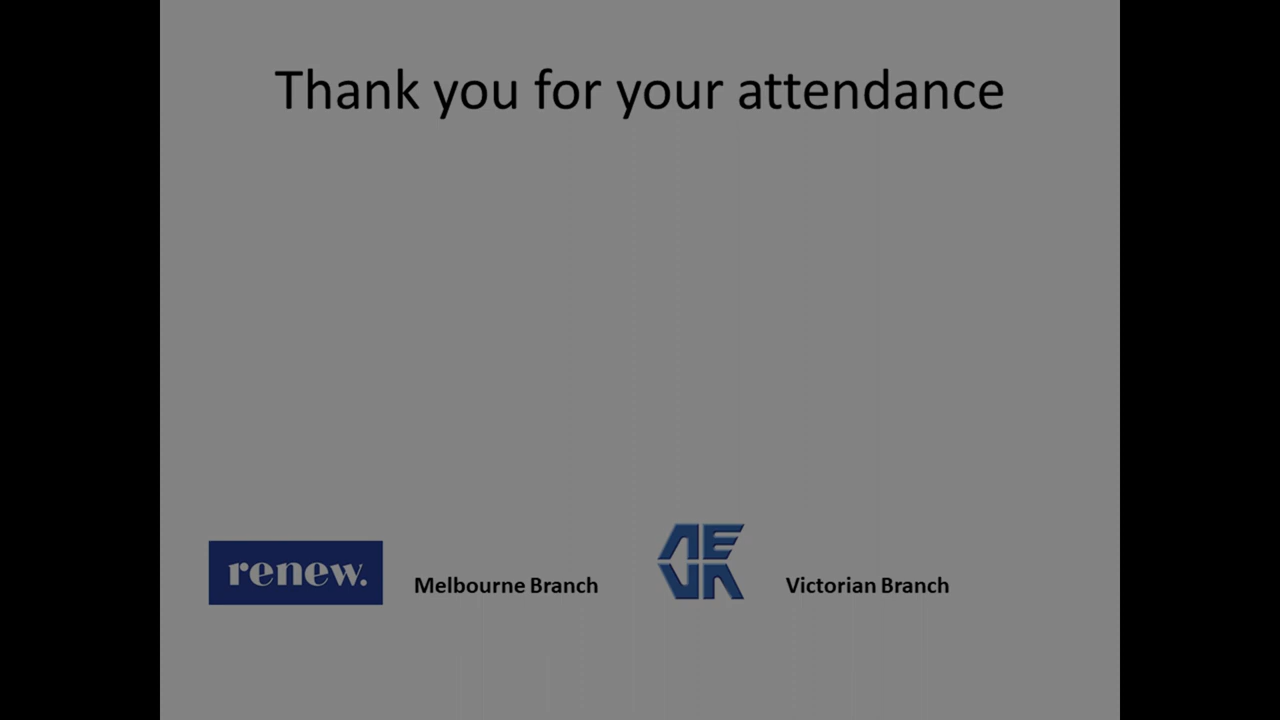 Thank you for your attendance
renew.
Melbourne Branch
AEVA
Victorian Branch